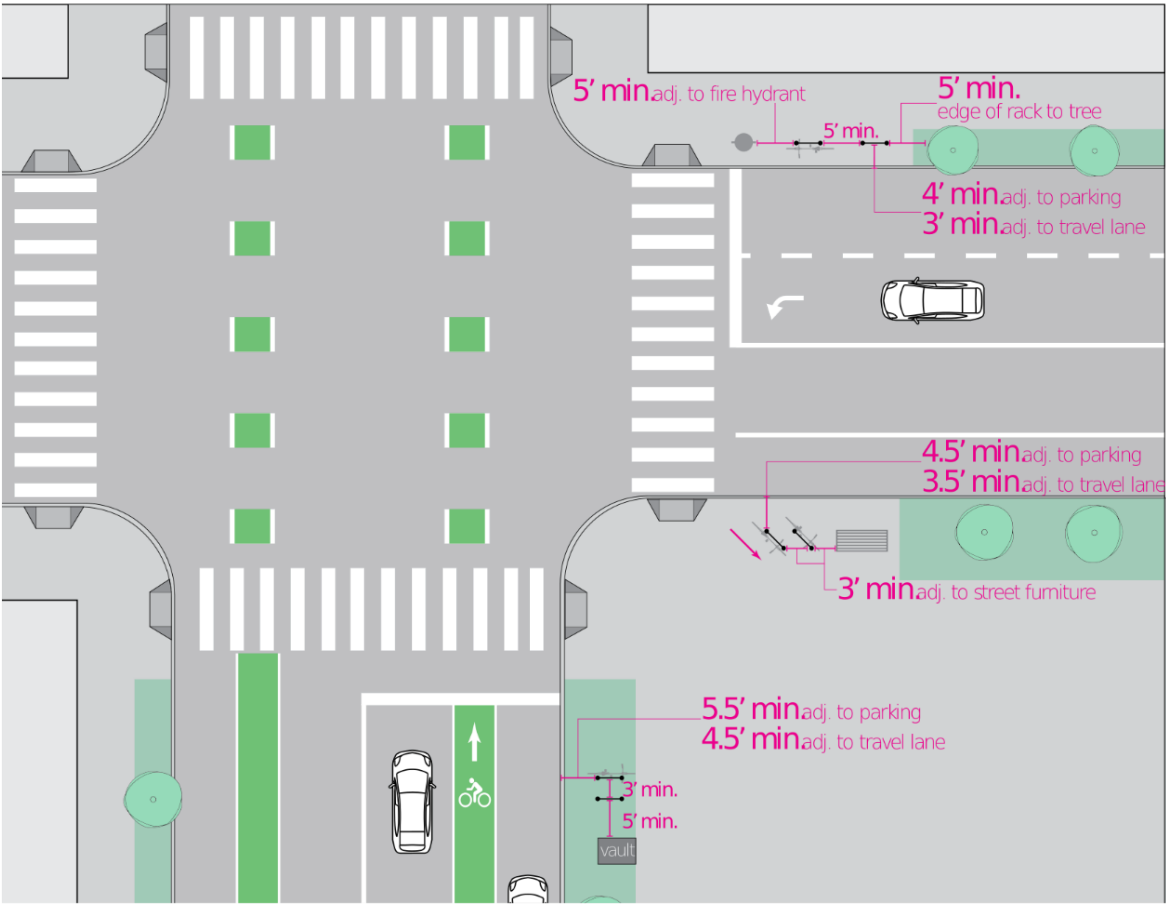 5’ min.adj. to fire hydrant
5’ min.
edge of rack to tree
5’ min.
4’ min.adj. to parking
3’ min.adj. to travel lane
4.5’ min.adj. to parking
3.5’ min.adj. to travel lane
3’ min.adj. to street furniture
5.5’ min.adj. to parking
4.5’ min.adj. to travel lane
3’ min.
5’ min.
vault